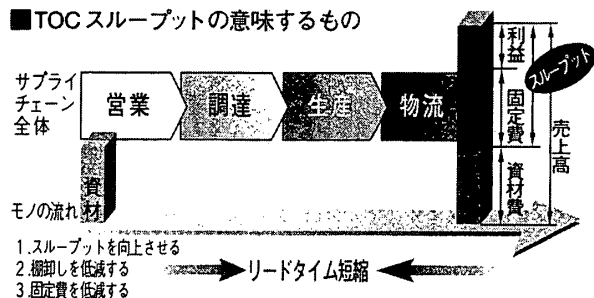 ■TOCスループットの意味するもの
サプライ
チェーン
全体
営業
調達
生産
物流
利益
スループット
固定費
売上高
資材費
資材
モノの流れ
1.スループットを向上させる
2.棚卸しを低減する
3.固定費を低減する
リードタイム短縮